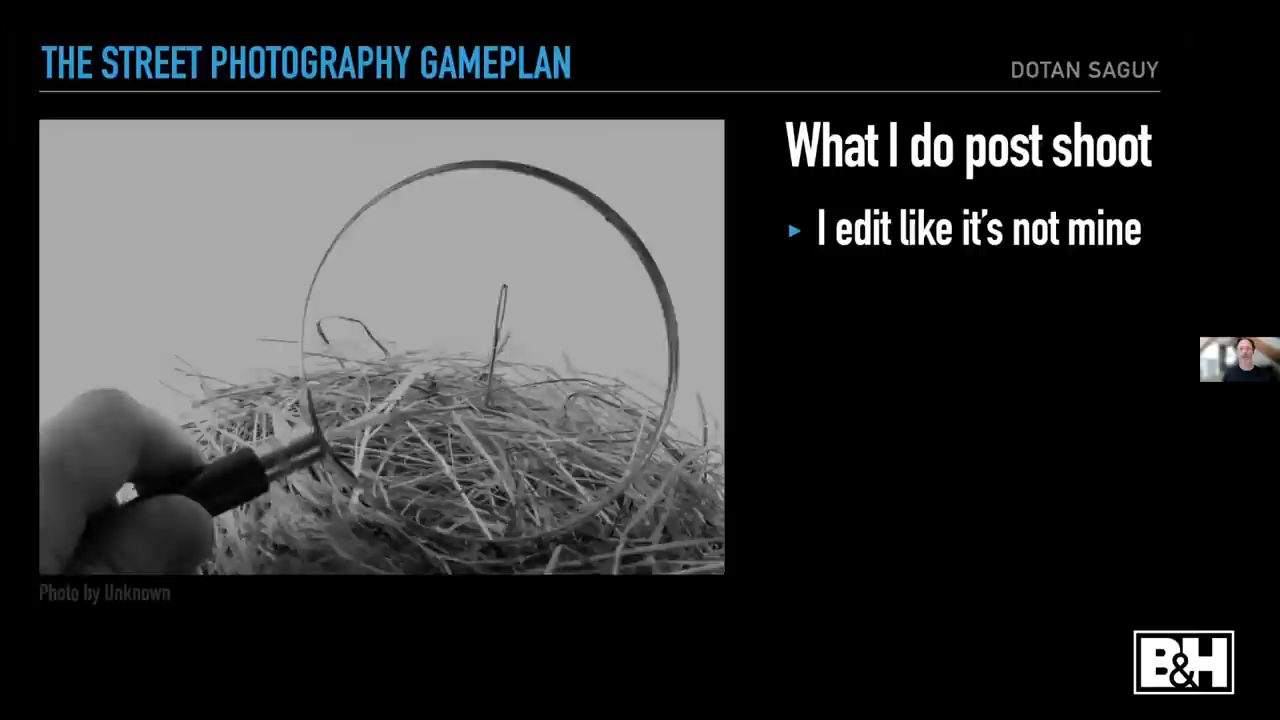 THE STREET PHOTOGRAPHY GAMEPLAN
DOTAN SAGUY
What I do post shoot
▸ I edit like it’s not mine
Photo by Unknown
B&H